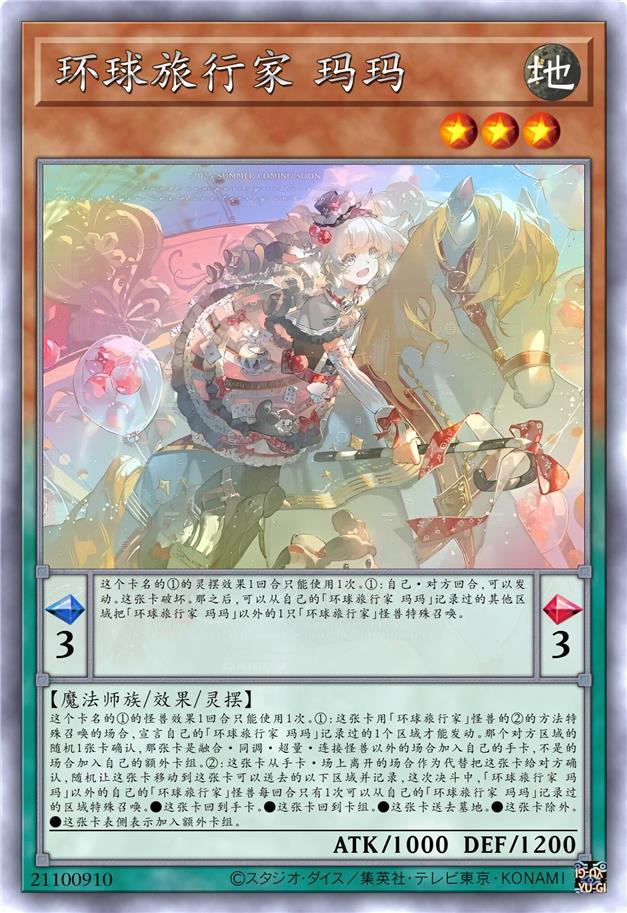 环球旅行家 玛玛
地
2025 SUMMER COMING SOON
这个卡名的①的灵摆效果1回合只能使用1次。①:自己・对方回合,可以发
动。这张卡破坏。那之后,可以从自己的「环球旅行家 玛玛」记录过的其他区
域把「环球旅行家 玛玛」以外的1只「环球旅行家」怪兽特殊召唤。
3
3
【魔法师族/效果/灵摆】
这个卡名的①的怪兽效果1回合只能使用1次。①:这张卡用「环球旅行家」怪兽的②的方法特
殊召唤的场合,宣言自己的「环球旅行家 玛玛」记录过的1个区域才能发动。那个对方区域的
随机1张卡确认,那张卡是融合・同调・超量・连接怪兽以外的场合加入自己的手卡,不是的
场合加入自己的额外卡组。②:这张卡从手卡・场上离开的场合作为代替把这张卡给对方确
认,随机让这张卡移动到这张卡可以送去的以下区域并记录,这次决斗中,「环球旅行家 玛
玛」以外的自己的「环球旅行家」怪兽每回合只有1次可以从自己的「环球旅行家 玛玛」记录过
的区域特殊召唤。●这张卡回到手卡。●这张卡回到卡组。●这张卡送去墓地。●这张卡除外。
●这张卡表侧表示加入额外卡组。
ATK/1000 DEF/1200
21100910
©スタジオ・ダイス/集英社・テレビ東京・KONAMI
YU-GI